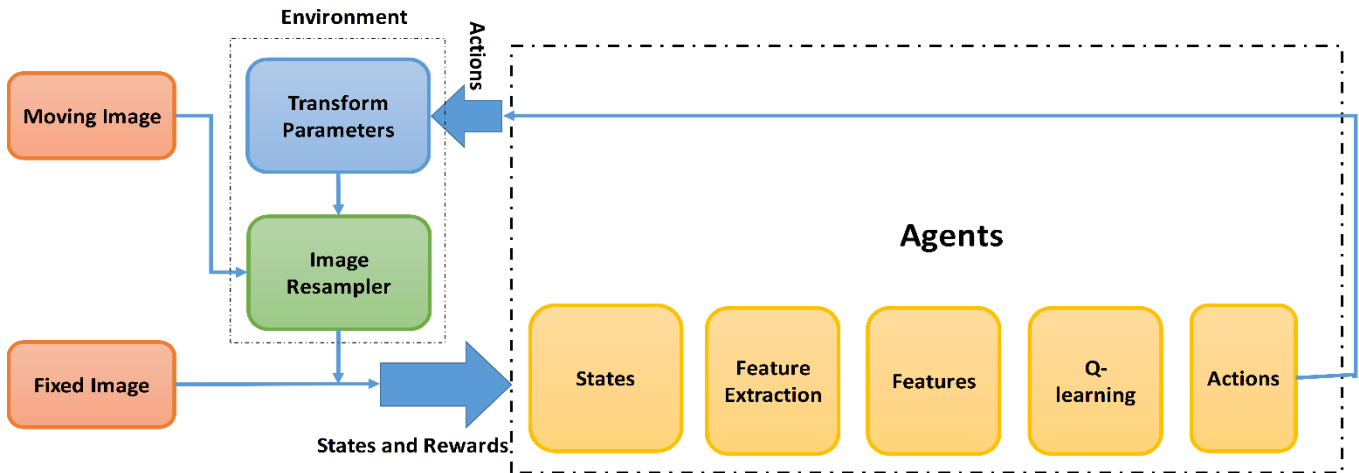 Environment
Actions
Moving Image
Transform
Parameters
Agents
Image
Resampler
Fixed Image
States
Feature
Extraction
Features
Q-
learning
Actions
States and Rewards